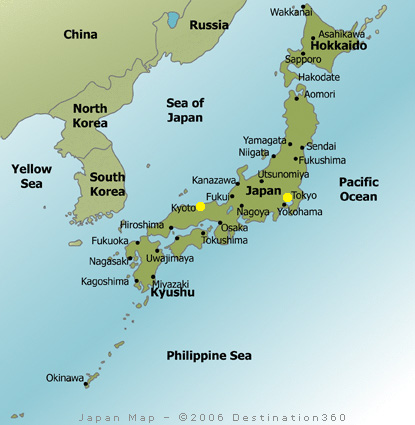 Wakkanai
Russia
China
Asahikawa
Hokkaido
Sapporo
Hakodate
Aomori
North
Korea
Sea of
Japan
Yamagata
Sendai
Niigata
Fukushima
Yellow
Sea
South
Korea
Utsunomiya
Kanazawa
Japan
Pacific
Ocean
Fukui
Tokyo
Kyoto
Nagoya
Yokohama
Hiroshima
Osaka
Fukuoka
Tokushima
Nagasaki
Uwajimaya
Kagoshima
Miyazaki
Kyushu
Philippine Sea
Okinawa
Japan Map - ©2006 Destination360